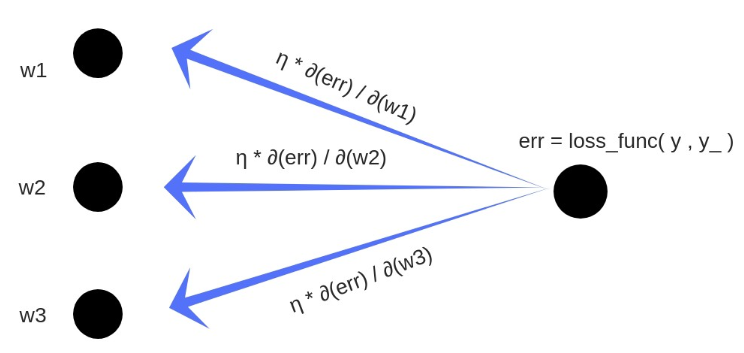 w1
η * ∂(err) / ∂(w1)
err = loss_func( y , y_ )
η * ∂(err) / ∂(w2)
w2
η * ∂(err) / ∂(w3)
w3